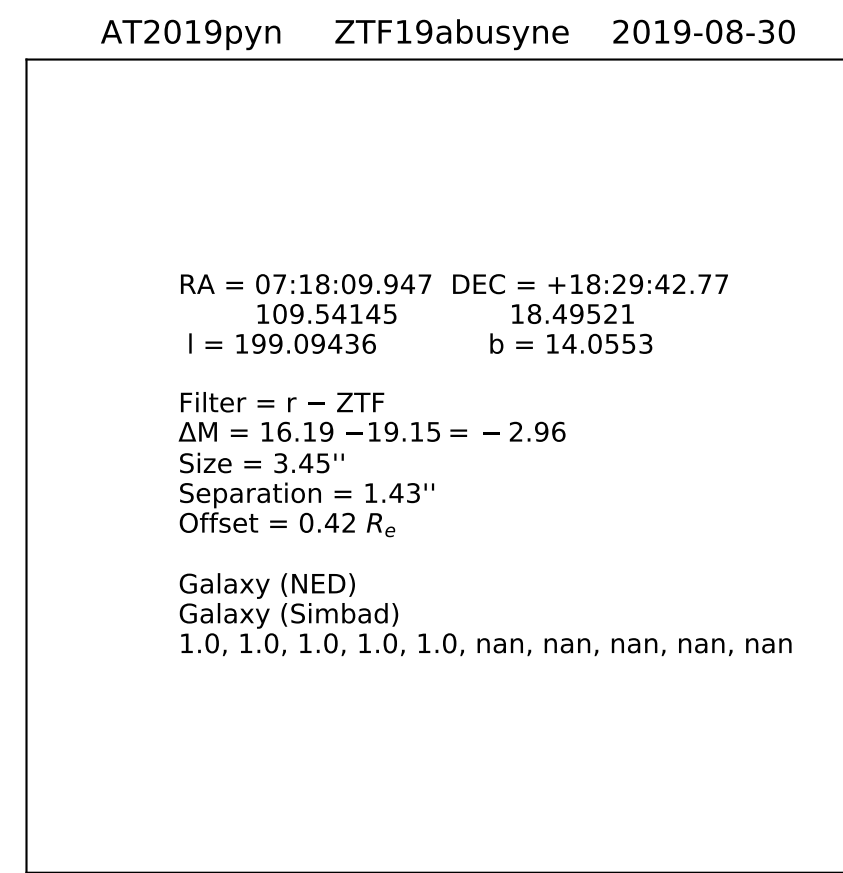 AT2019pyn ZTF19abusyne 2019-08-30
RA = 07:18:09.947 DEC = +18:29:42.77
109.54145 18.49521
l = 199.09436 b = 14.0553
Filter = r − ZTF
ΔM = 16.19 −19.15 = − 2.96
Size = 3.45''
Separation = 1.43''
Offset = 0.42 Rₑ
Galaxy (NED)
Galaxy (Simbad)
1.0, 1.0, 1.0, 1.0, 1.0, nan, nan, nan, nan, nan